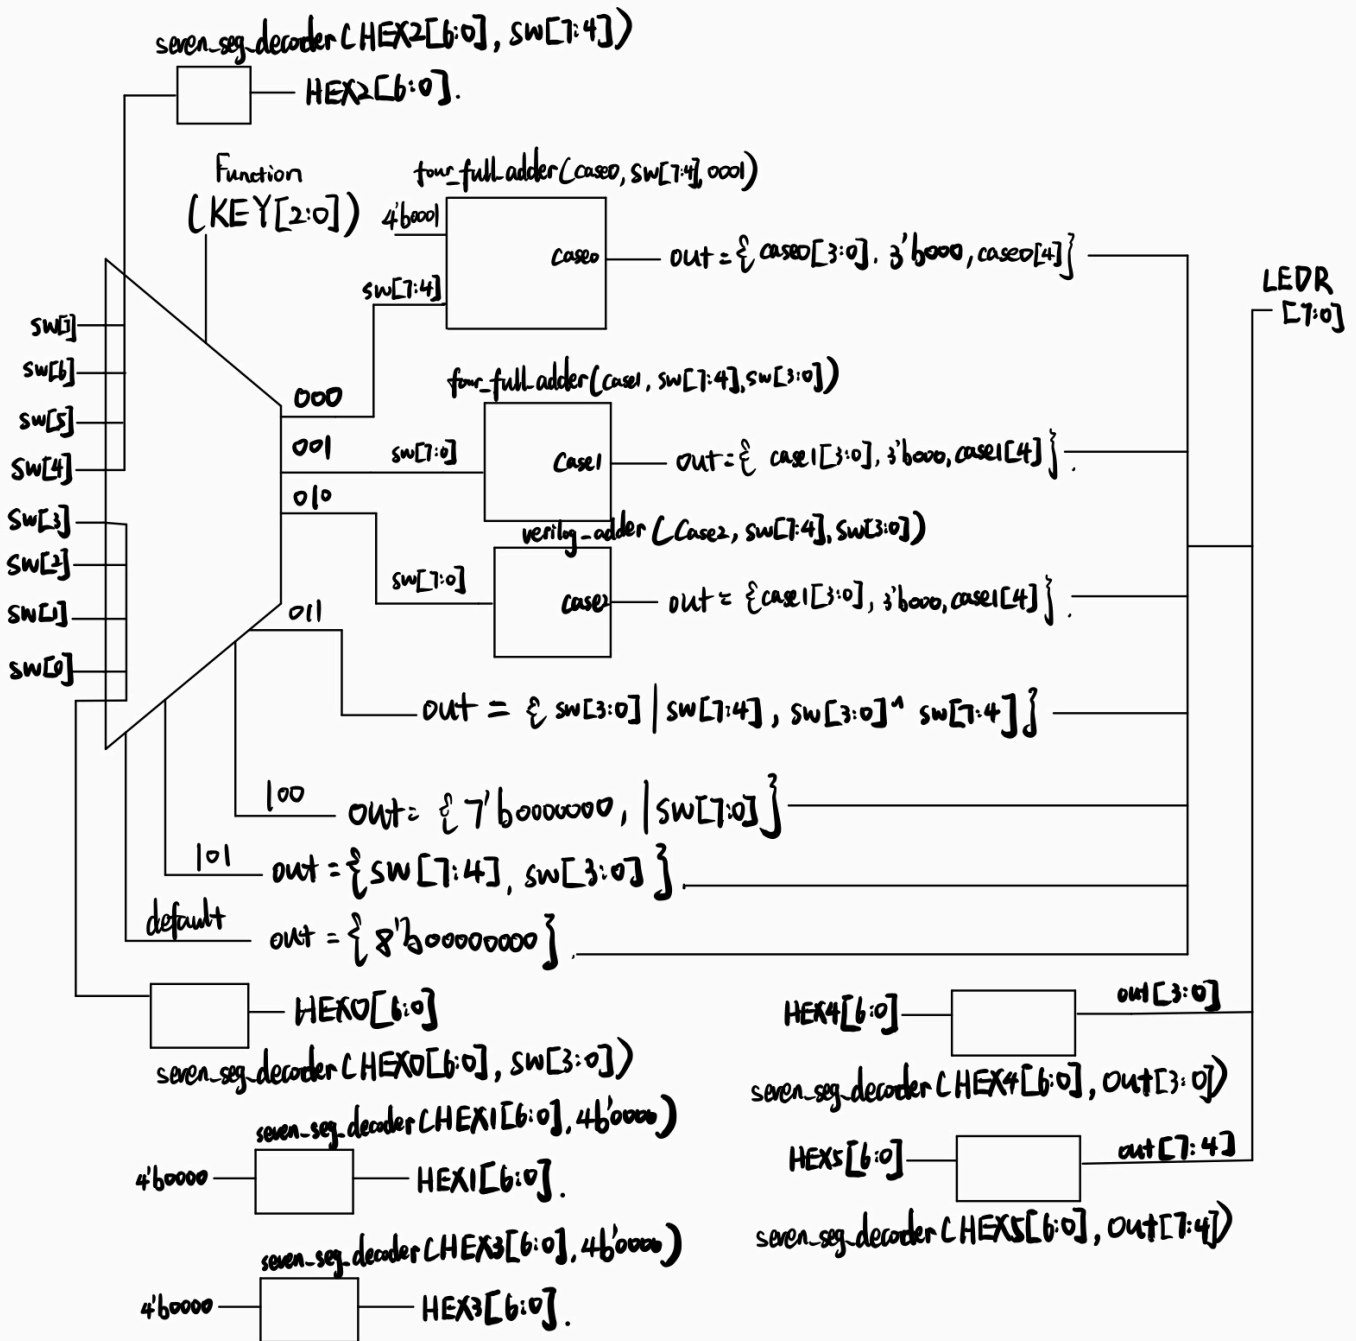 seven_seg_decoder(HEX2[6:0], SW[7:4])
HEX2[6:0].
Function
(KEY[2:0])
four_full_adder(case0, SW[7:4], 0001)
4'b0001
case0
out = { case0[3:0], 3'b000, case0[4]}
SW[7:4]
LEDR
[7:0]
SW[7]
SW[6]
SW[5]
SW[4]
SW[3]
SW[2]
SW[1]
SW[0]
000
four_full_adder(case1, SW[7:4], SW[3:0])
001
SW[7:0]
case1
out = { case1[3:0], 3'b000, case1[4] }.
010
verilog_adder (Case2, SW[7:4], SW[3:0])
SW[7:0]
case2
out = {case1[3:0], 3'b000, case1[4] }.
011
out = { SW[3:0] | SW[7:4], SW[3:0]^ SW[7:4]}
100
out = { 7'b0000000, |SW[7:0]}
101
out = {SW[7:4], SW[3:0] }.
default
out = { 8'b00000000}.
HEX0[6:0]
seven_seg_decoder(HEX0[6:0], SW[3:0])
HEX4[6:0]
out[3:0]
seven_seg_decoder(HEX4[6:0], Out[3:0])
seven_seg_decoder(HEX1[6:0], 4b'0000)
4'b0000
HEX1[6:0].
HEX5[6:0]
out[7:4]
seven_seg_decoder(HEX5[6:0], Out[7:4])
seven_seg_decoder(HEX3[6:0], 4b'0000)
4'b0000
HEX3[6:0].